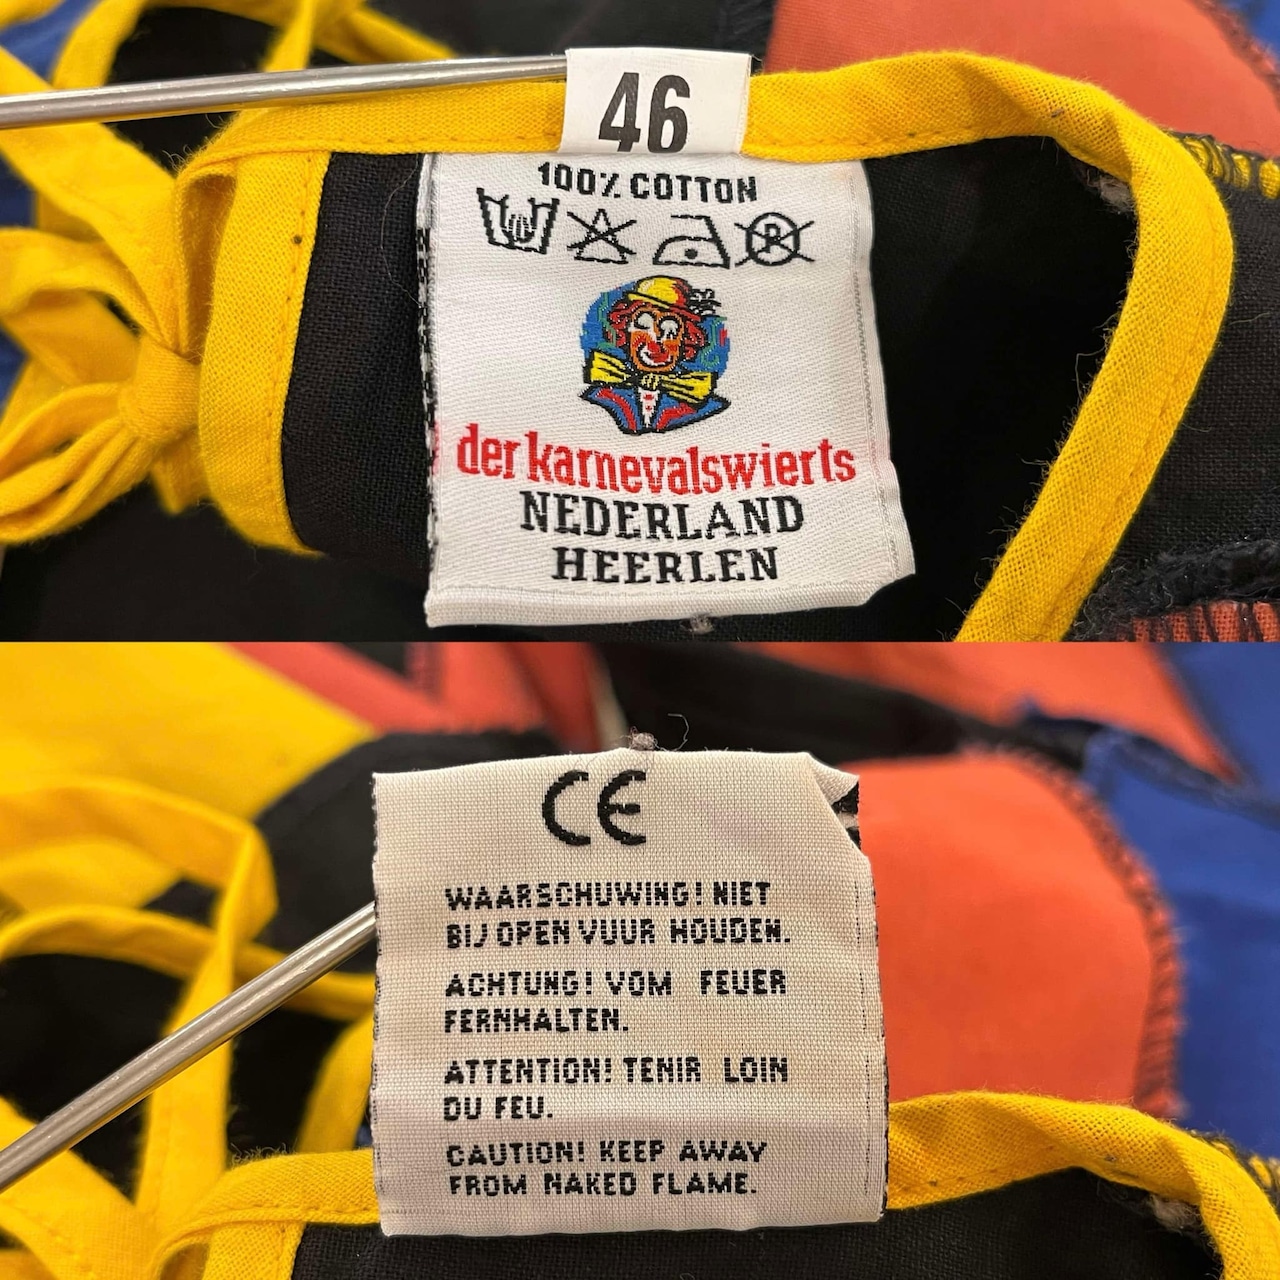 46
100% COTTON
der karnevalswierts
NEDERLAND
HEERLEN
CE
WAARSCHUWING! NIET
BIJ OPEN VUUR HOUDEN.
ACHTUNG! VOM FEUER
FERNHALTEN.
ATTENTION! TENIR LOIN
DU FEU.
CAUTION! KEEP AWAY
FROM NAKED FLAME.